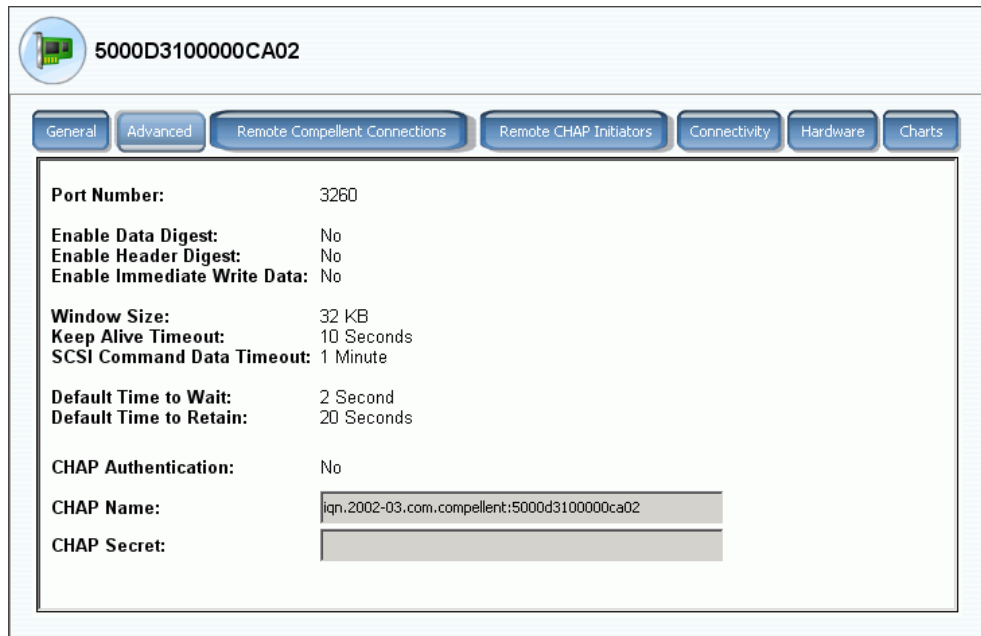 5000D3100000CA02
General Advanced Remote Compellent Connections Remote CHAP Initiators Connectivity Hardware Charts
Port Number: 3260
Enable Data Digest: No
Enable Header Digest: No
Enable Immediate Write Data: No
Window Size: 32 KB
Keep Alive Timeout: 10 Seconds
SCSI Command Data Timeout: 1 Minute
Default Time to Wait: 2 Second
Default Time to Retain: 20 Seconds
CHAP Authentication: No
CHAP Name: iqn.2002-03.com.compellent:5000d3100000ca02
CHAP Secret: